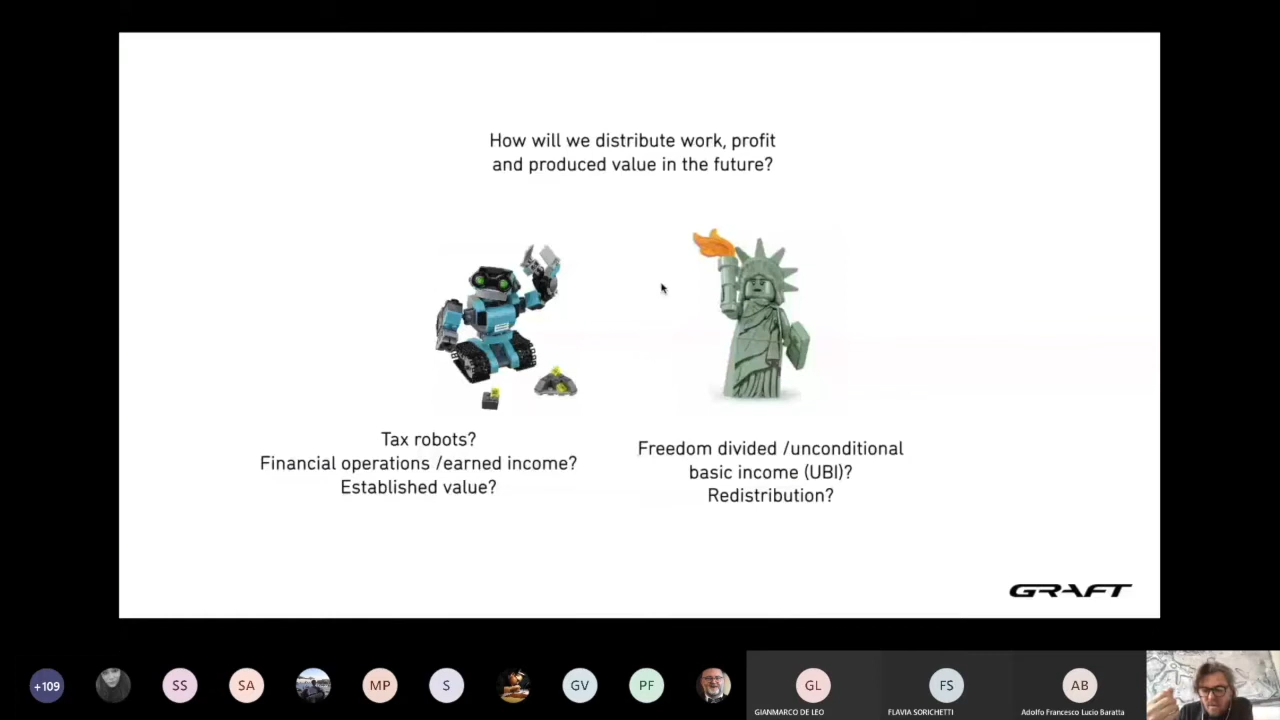 How will we distribute work, profit
and produced value in the future?
Tax robots?
Financial operations /earned income?
Established value?
Freedom divided /unconditional
basic income (UBI)?
Redistribution?
GRAFT
+109
SS
SA
MP
S
GV
PF
GL
GIANMARCO DE LEO
FS
FLAVIA SORICHETTI
AB
Adolfo Francesco Lucio Baratta